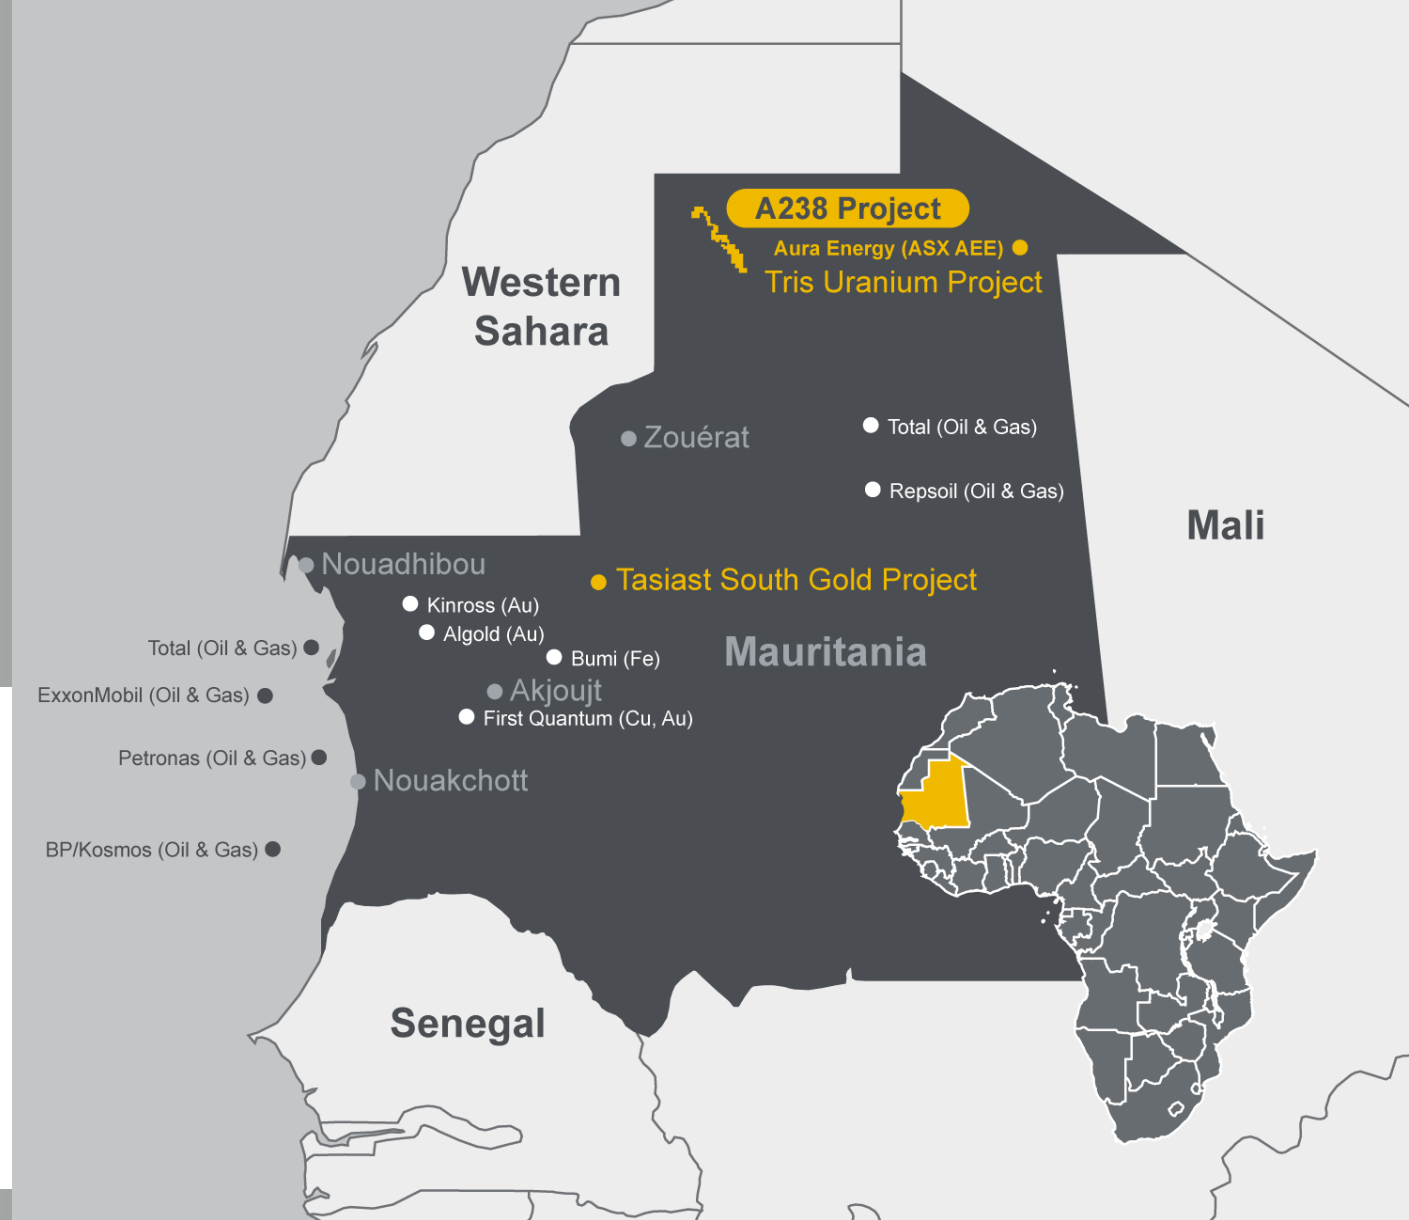 A238 Project
Aura Energy (ASX AEE)
Tris Uranium Project
Western
Sahara
Zouérat
Total (Oil & Gas)
Repsoil (Oil & Gas)
Mali
Nouadhibou
Tasiast South Gold Project
Kinross (Au)
Algold (Au)
Total (Oil & Gas)
Bumi (Fe)
Mauritania
ExxonMobil (Oil & Gas)
Akjoujt
First Quantum (Cu, Au)
Petronas (Oil & Gas)
Nouakchott
BP/Kosmos (Oil & Gas)
Senegal